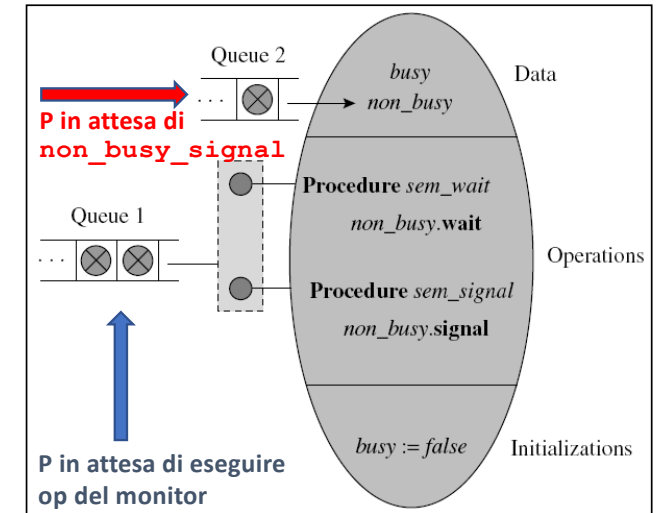 Queue 2
busy
Data
non_busy
P in attesa di
non_busy_signal
Procedure sem_wait
non_busy.wait
Queue 1
Operations
Procedure sem_signal
non_busy.signal
busy := false
Initializations
P in attesa di eseguire
op del monitor